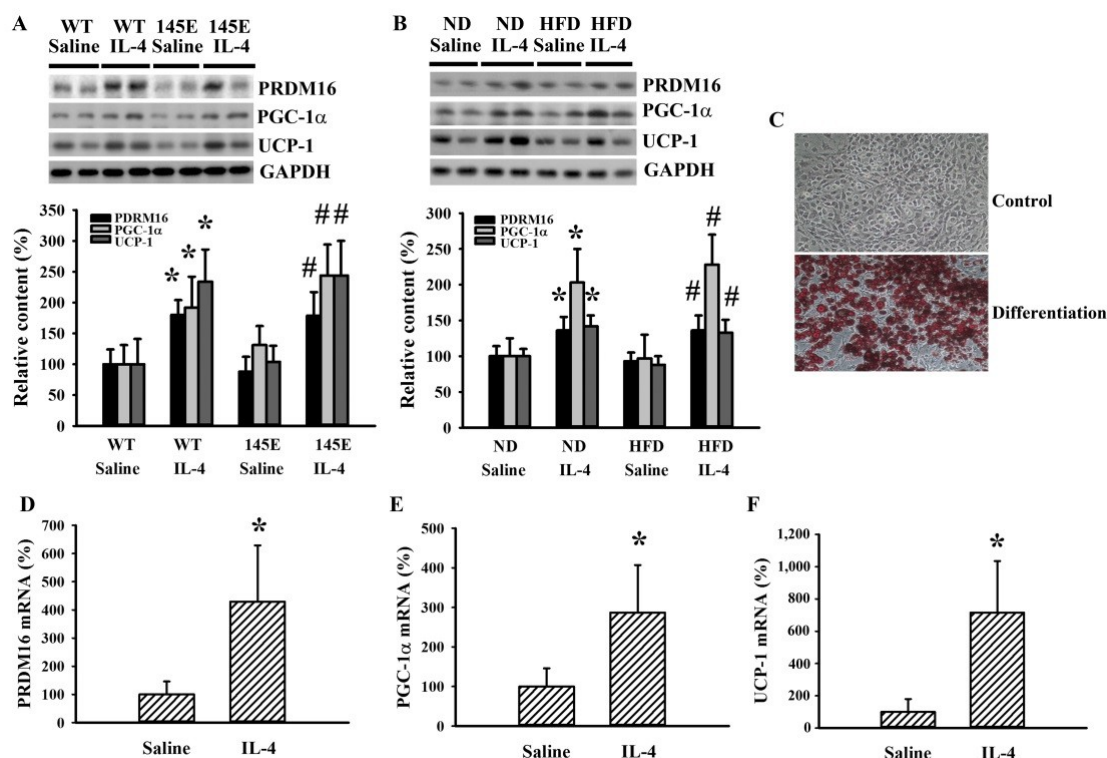 A
WT WT 145E 145E
Saline IL-4 Saline IL-4
PRDM16
PGC-1α
UCP-1
GAPDH
350
300
250
200
150
100
50
0
Relative content (%)
PDRM16
PGC-1α
UCP-1
* * *
# ##
WT WT 145E 145E
Saline IL-4 Saline IL-4
B
ND ND HFD HFD
Saline IL-4 Saline IL-4
PRDM16
PGC-1α
UCP-1
GAPDH
300
250
200
150
100
50
0
Relative content (%)
PDRM16
PGC-1α
UCP-1
* * *
# # #
ND ND HFD HFD
Saline IL-4 Saline IL-4
C
Control
Differentiation
D
700
600
500
400
300
200
100
0
PRDM16 mRNA (%)
*
Saline IL-4
E
500
400
300
200
100
0
PGC-1α mRNA (%)
*
Saline IL-4
F
1,200
1,000
800
600
400
200
0
UCP-1 mRNA (%)
*
Saline IL-4